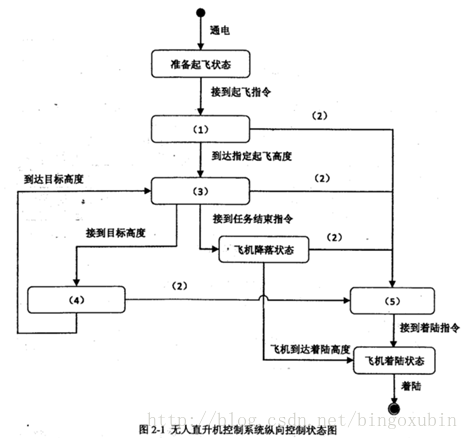 通电
准备起飞状态
接到起飞指令
(1)
(2)
到达指定起飞高度
到达目标高度
(3)
(2)
接到目标高度
接到任务结束指令
飞机降落状态
(2)
(4)
(2)
(5)
接到着陆指令
飞机到达着陆高度
飞机着陆状态
着陆
http://blog.csdn.net/bingoxubin
图 2-1 无人直升机控制系统纵向控制状态图